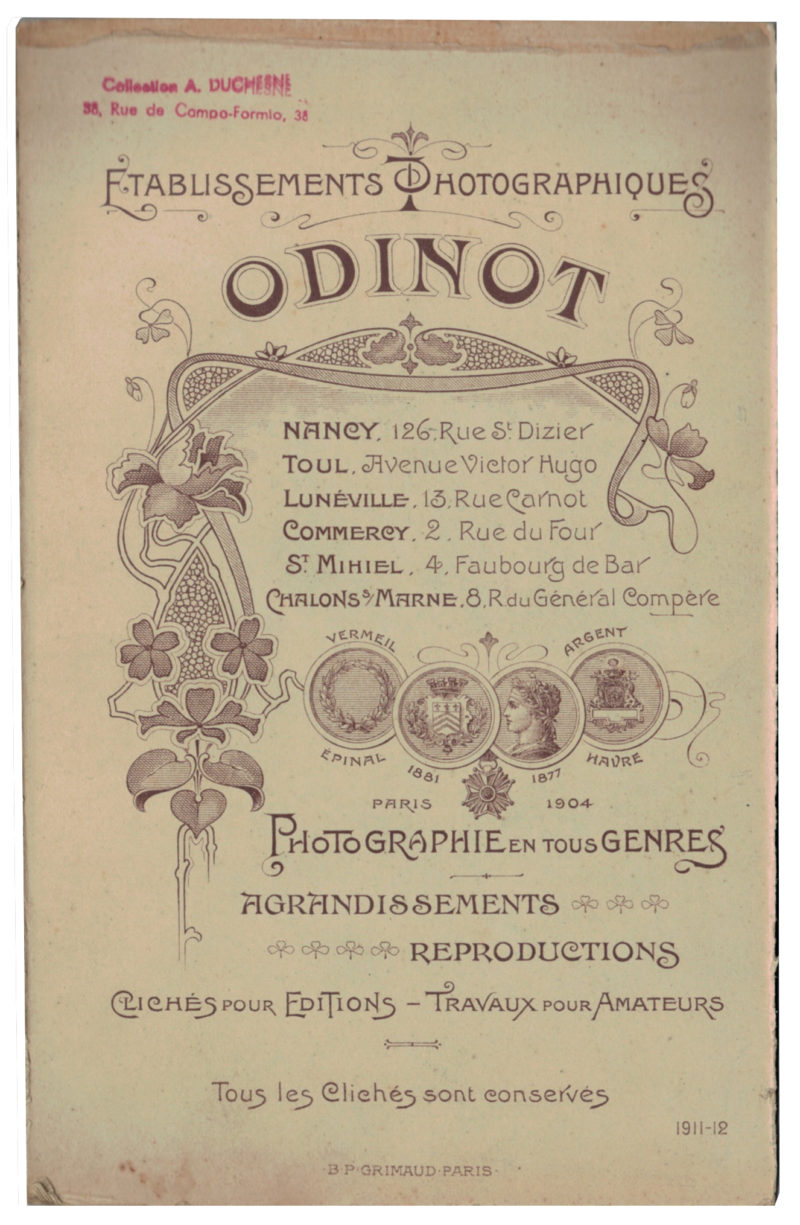 Collection A. DUCHESNE
38, Rue de Campo-Formio, 38
ETABLISSEMENTS PHOTOGRAPHIQUES
ODINOT
NANCY, 126, Rue St Dizier
TOUL, Avenue Victor Hugo
LUNÉVILLE, 13, Rue Carnot
COMMERCY, 2, Rue du Four
ST MIHIEL, 4, Faubourg de Bar
CHALONS s/ MARNE, 8, R du Général Compère
VERMEIL ARGENT
ÉPINAL 1881 1877 HAVRE
PARIS 1904
PHOTOGRAPHIE EN TOUS GENRES
AGRANDISSEMENTS
REPRODUCTIONS
CLICHÉS POUR EDITIONS – TRAVAUX POUR AMATEURS
Tous les Clichés sont conservés
1911-12
B.P. GRIMAUD. PARIS.